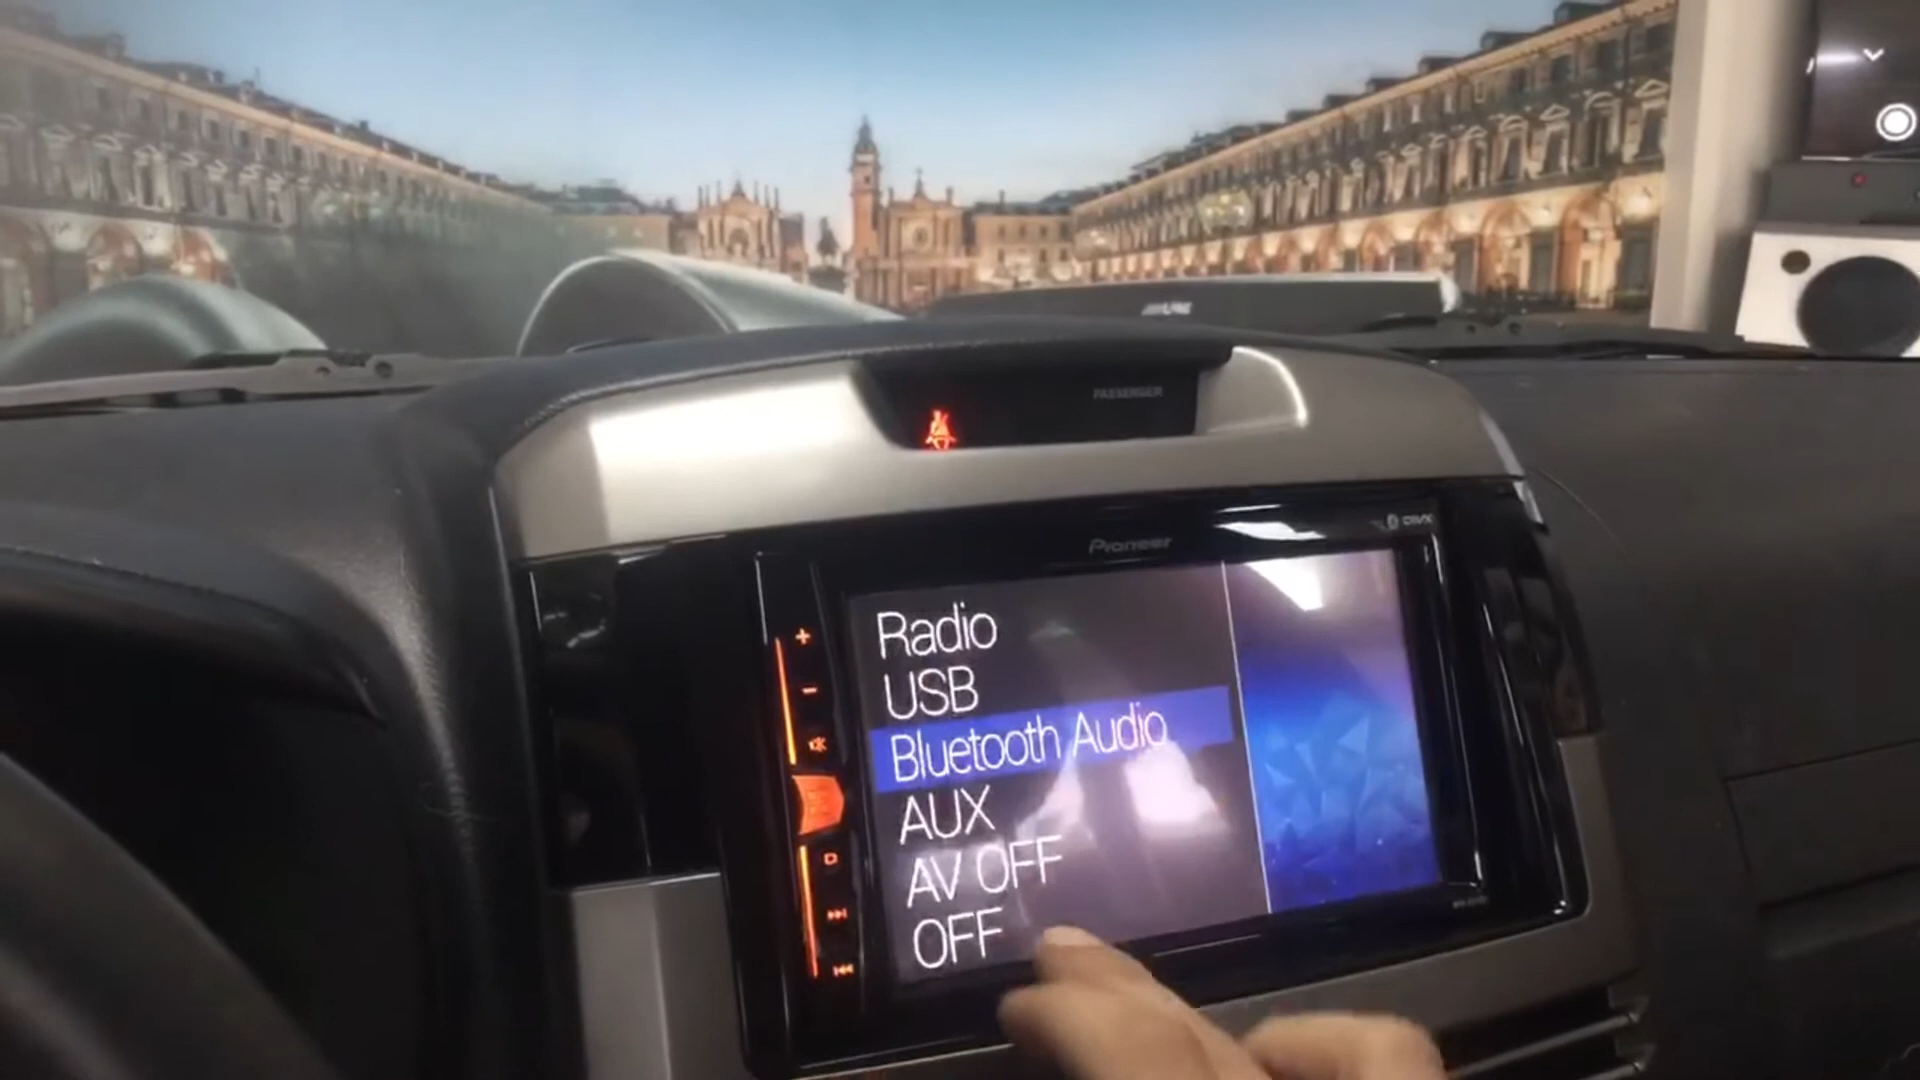 PASSENGER
Pioneer
Radio
USB
Bluetooth Audio
AUX
AV OFF
OFF